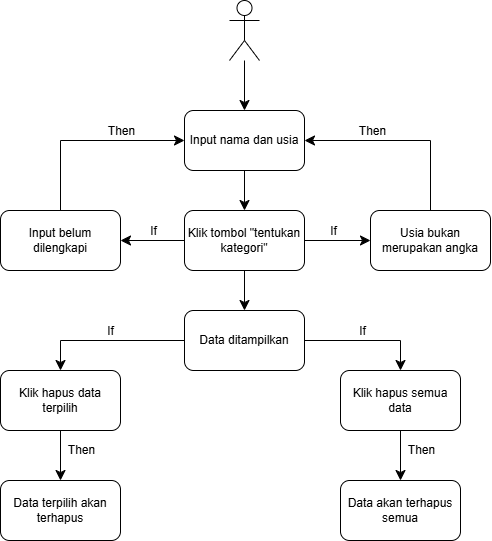 Then
Then
Input nama dan usia
Input belum
dilengkapi
If
Klik tombol "tentukan
kategori"
If
Usia bukan
merupakan angka
If
Data ditampilkan
If
Klik hapus data
terpilih
Klik hapus semua
data
Then
Then
Data terpilih akan
terhapus
Data akan terhapus
semua